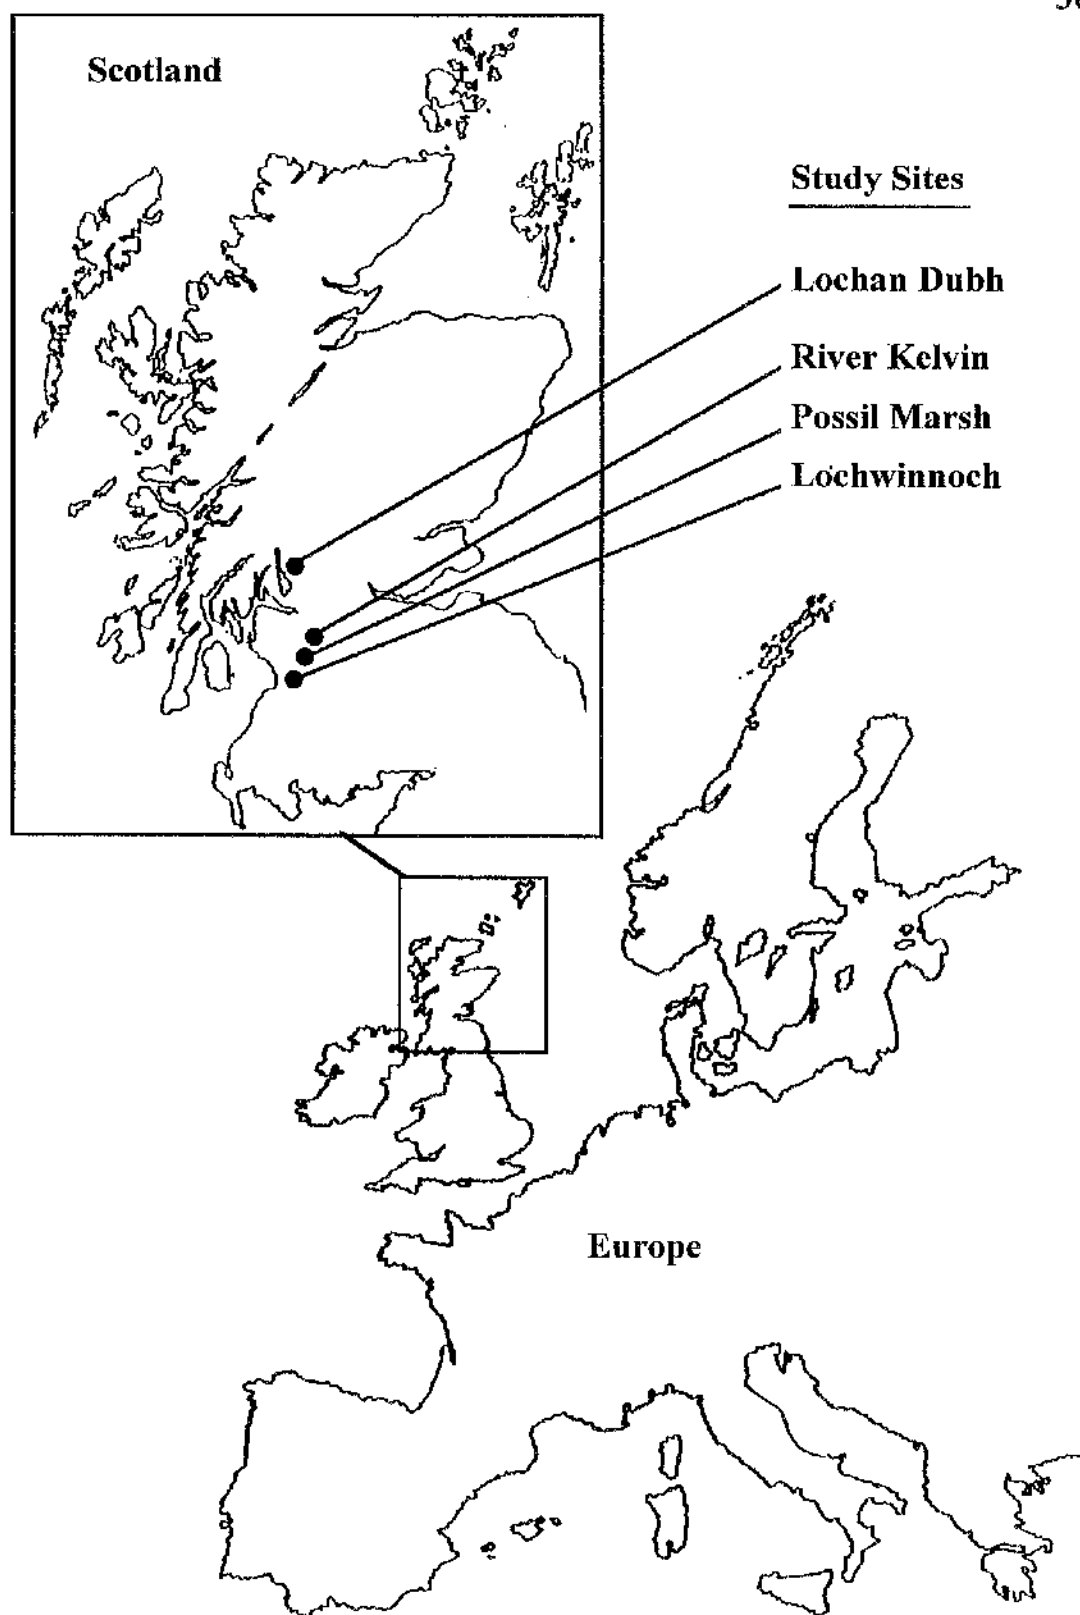 Scotland
Study Sites
Lochan Dubh
River Kelvin
Possil Marsh
Lochwinnoch
Europe